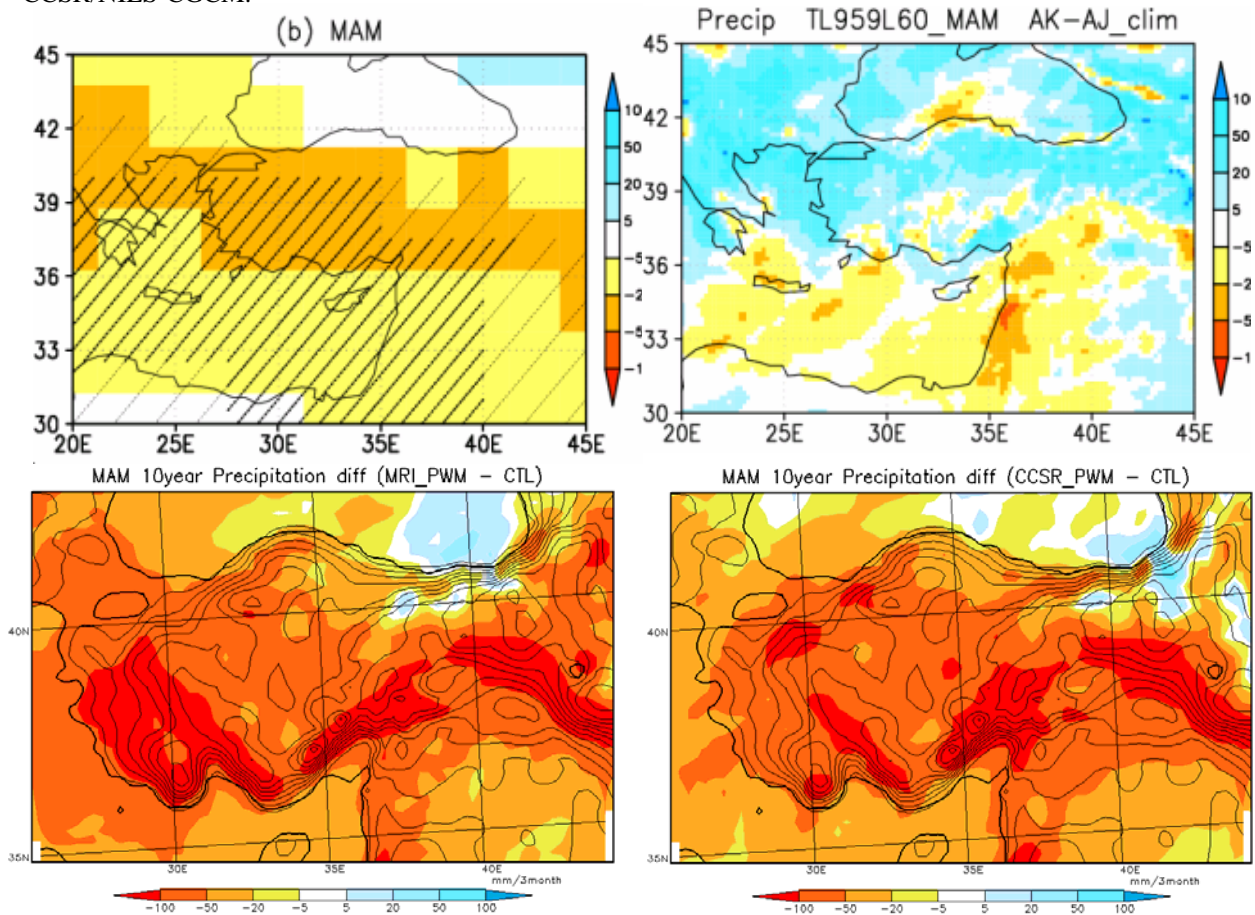 CCSR/NIES CGCM.
(b) MAM
45
42
39
36
33
30
20E 25E 30E 35E 40E 45E
10
50
20
5
-5
-2
-5
-1
Precip TL959L60_MAM AK-AJ_clim
45
42
39
36
33
30
20E 25E 30E 35E 40E 45E
10
50
20
5
-5
-2
-5
-1
MAM 10year Precipitation diff (MRI_PWM - CTL)
40N
35N
30E 35E 40E
mm/3month
-100 -50 -20 -5 5 20 50 100
MAM 10year Precipitation diff (CCSR_PWM - CTL)
40N
35N
30E 35E 40E
mm/3month
-100 -50 -20 -5 5 20 50 100